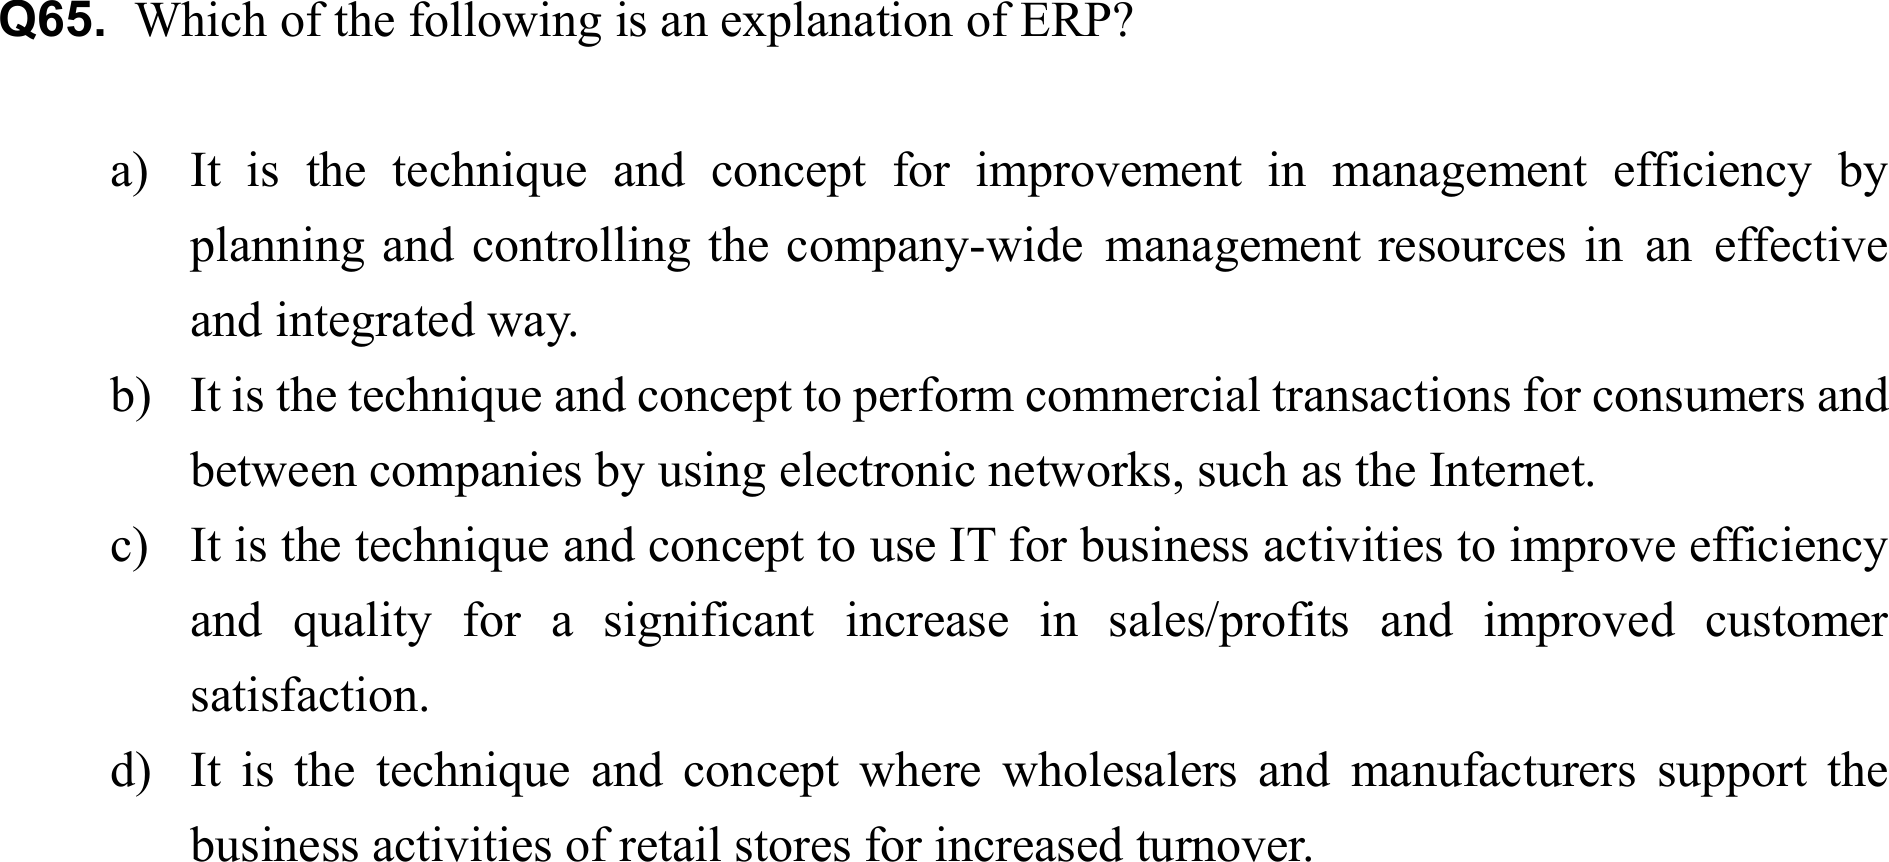 Q65. Which of the following is an explanation of ERP?
a) It is the technique and concept for improvement in management efficiency by
planning and controlling the company-wide management resources in an effective
and integrated way.
b) It is the technique and concept to perform commercial transactions for consumers and
between companies by using electronic networks, such as the Internet.
c) It is the technique and concept to use IT for business activities to improve efficiency
and quality for a significant increase in sales/profits and improved customer
satisfaction.
d) It is the technique and concept where wholesalers and manufacturers support the
business activities of retail stores for increased turnover.